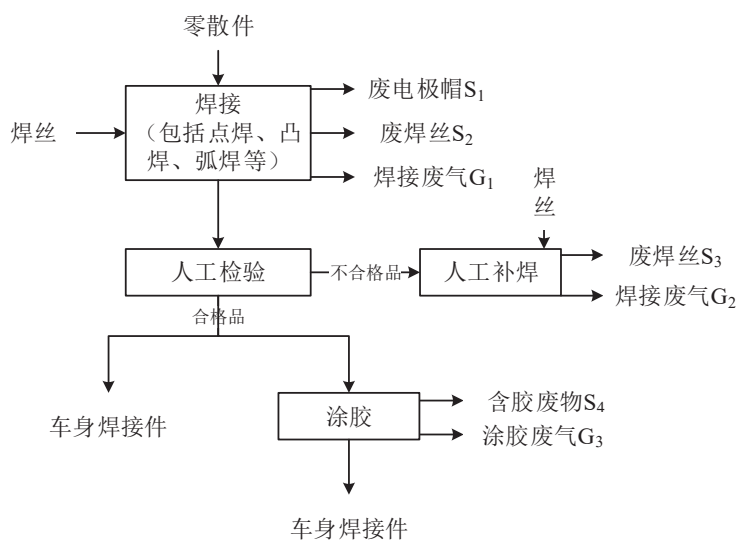 零散件
焊接
（包括点焊、凸
焊、弧焊等）
焊丝
废电极帽S₁
废焊丝S₂
焊接废气G₁
焊
丝
人工检验
不合格品
人工补焊
废焊丝S₃
焊接废气G₂
合格品
车身焊接件
涂胶
含胶废物S₄
涂胶废气G₃
车身焊接件